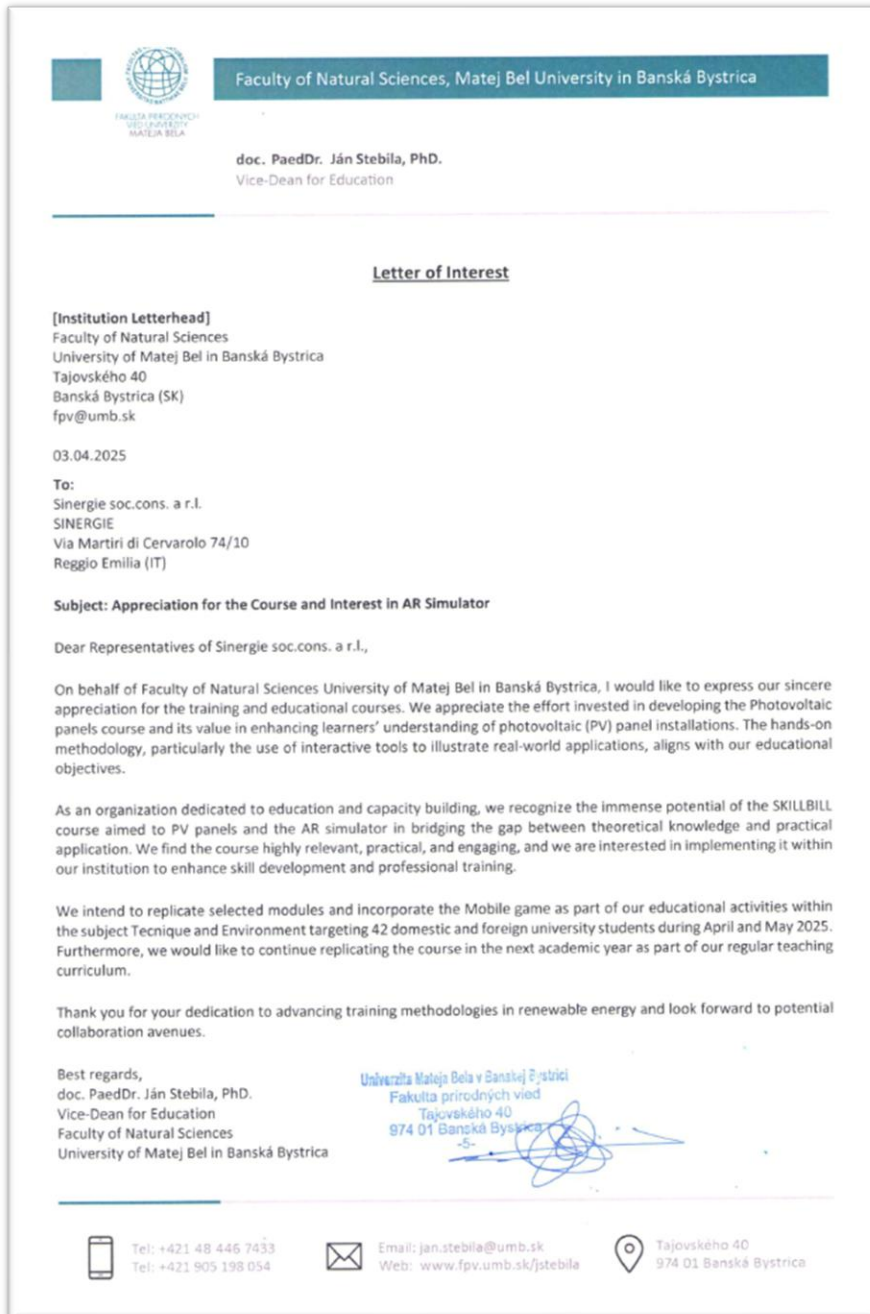 Faculty of Natural Sciences, Matej Bel University in Banská Bystrica
FAKULTA PRÍRODNÝCH
VIED UNIVERZITY
MATEJA BELA
doc. PaedDr. Ján Stebila, PhD.
Vice-Dean for Education
Letter of Interest
[Institution Letterhead]
Faculty of Natural Sciences
University of Matej Bel in Banská Bystrica
Tajovského 40
Banská Bystrica (SK)
fpv@umb.sk
03.04.2025
To:
Sinergie soc.cons. a r.l.
SINERGIE
Via Martiri di Cervarolo 74/10
Reggio Emilia (IT)
Subject: Appreciation for the Course and Interest in AR Simulator
Dear Representatives of Sinergie soc.cons. a r.l.,
On behalf of Faculty of Natural Sciences University of Matej Bel in Banská Bystrica, I would like to express our sincere
appreciation for the training and educational courses. We appreciate the effort invested in developing the Photovoltaic
panels course and its value in enhancing learners' understanding of photovoltaic (PV) panel installations. The hands-on
methodology, particularly the use of interactive tools to illustrate real-world applications, aligns with our educational
objectives.
As an organization dedicated to education and capacity building, we recognize the immense potential of the SKILLBILL
course aimed to PV panels and the AR simulator in bridging the gap between theoretical knowledge and practical
application. We find the course highly relevant, practical, and engaging, and we are interested in implementing it within
our institution to enhance skill development and professional training.
We intend to replicate selected modules and incorporate the Mobile game as part of our educational activities within
the subject Tecnique and Environment targeting 42 domestic and foreign university students during April and May 2025.
Furthermore, we would like to continue replicating the course in the next academic year as part of our regular teaching
curriculum.
Thank you for your dedication to advancing training methodologies in renewable energy and look forward to potential
collaboration avenues.
Best regards,
doc. PaedDr. Ján Stebila, PhD.
Vice-Dean for Education
Faculty of Natural Sciences
University of Matej Bel in Banská Bystrica
Univerzita Mateja Bela v Banskej Bystrici
Fakulta prírodných vied
Tajovského 40
974 01 Banská Bystrica
-5-
Tel: +421 48 446 7433
Tel: +421 905 198 054
Email: jan.stebila@umb.sk
Web: www.fpv.umb.sk/jstebila
Tajovského 40
974 01 Banská Bystrica